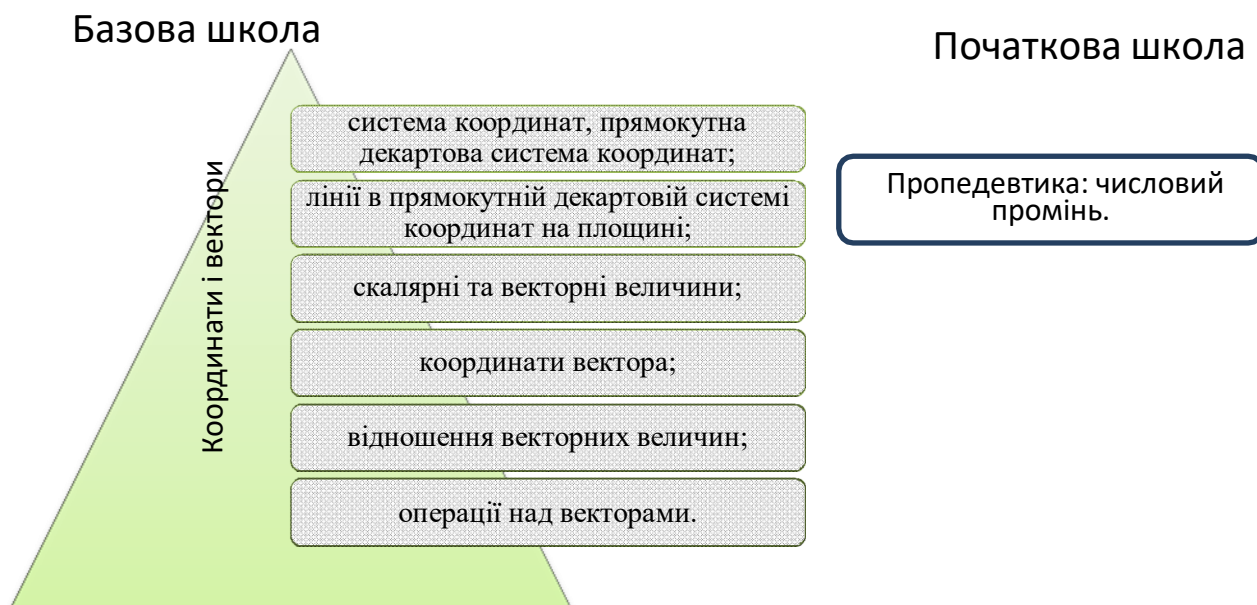 Базова школа
Початкова школа
Координати і вектори
система координат, прямокутна
декартова система координат;
лінії в прямокутній декартовій системі
координат на площині;
скалярні та векторні величини;
координати вектора;
відношення векторних величин;
операції над векторами.
Пропедевтика: числовий
промінь.